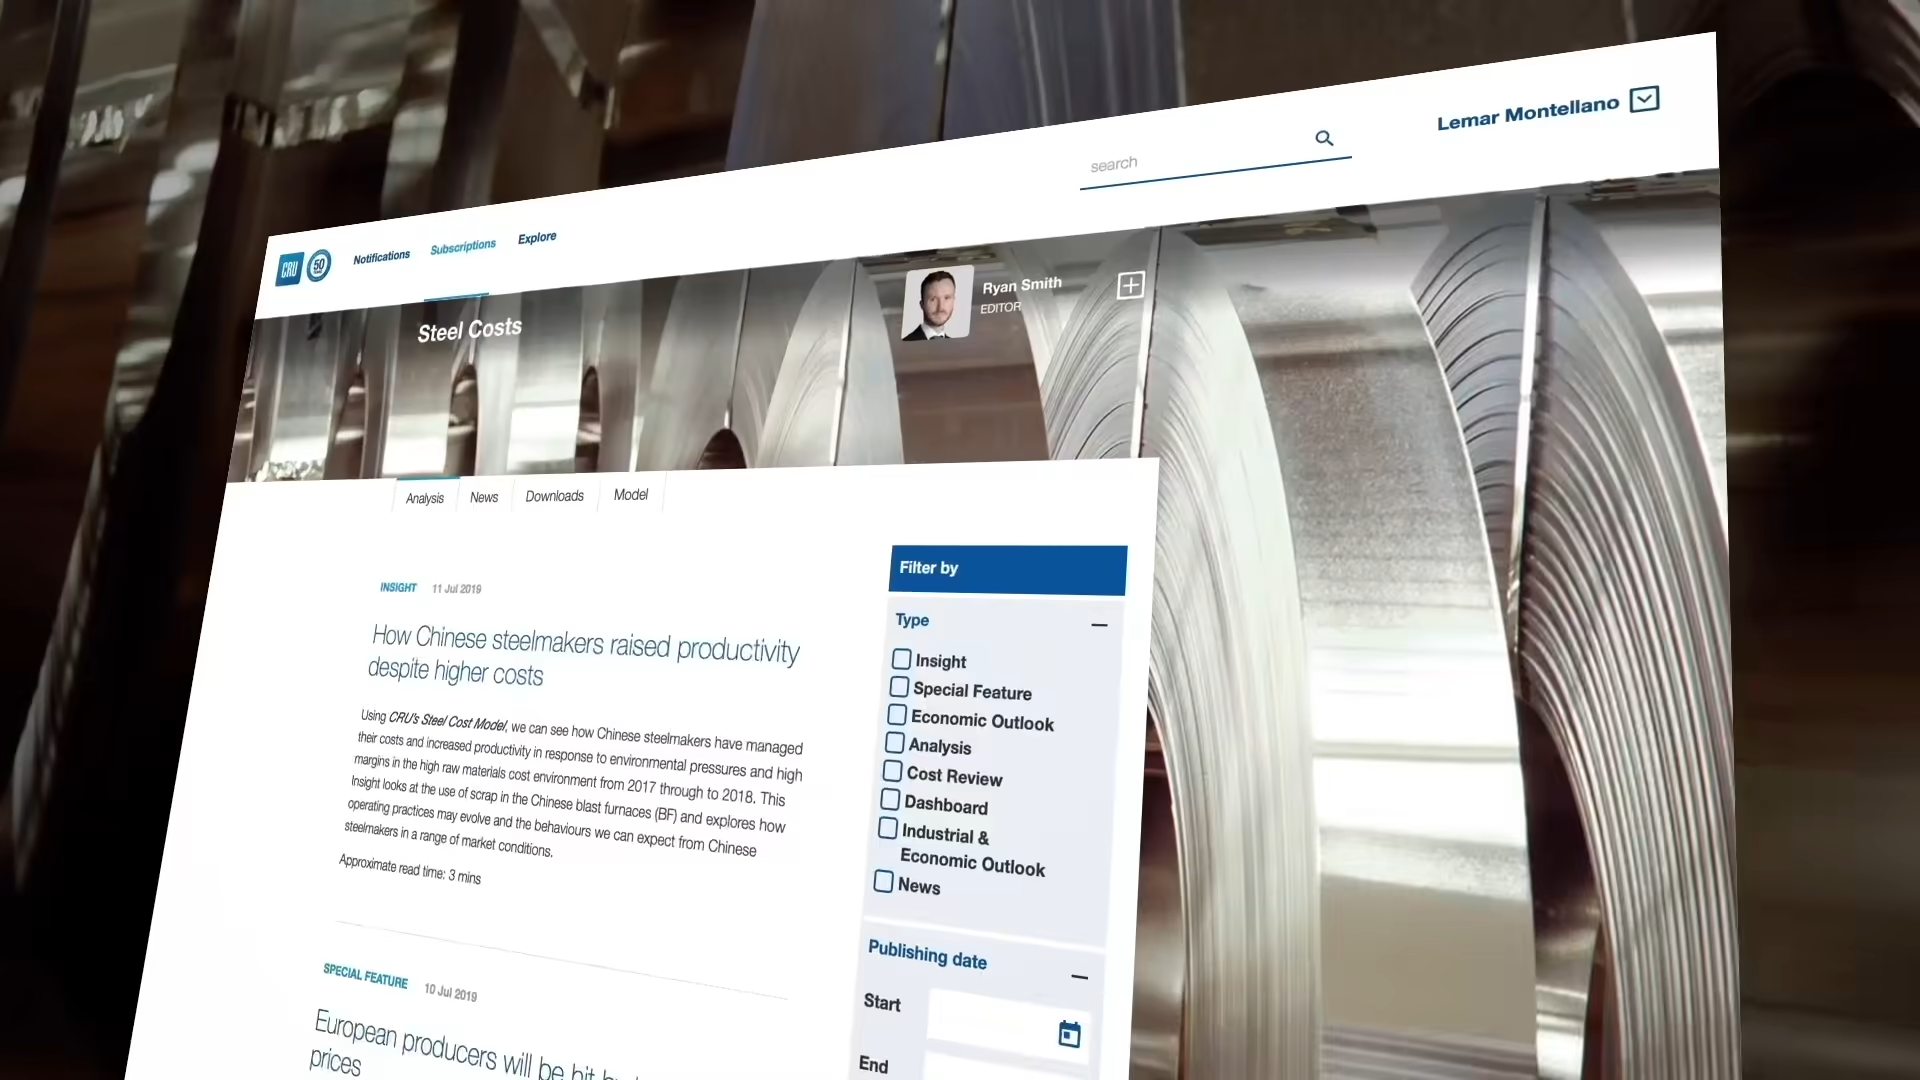 Lemar Montellano
search
CRU
50
Notifications
Subscriptions
Explore
Ryan Smith
EDITOR
Steel Costs
Analysis
News
Downloads
Model
INSIGHT 11 Jul 2019
How Chinese steelmakers raised productivity
despite higher costs
Using CRU's Steel Cost Model, we can see how Chinese steelmakers have managed
their costs and increased productivity in response to environmental pressures and high
margins in the high raw materials cost environment from 2017 through to 2018. This
Insight looks at the use of scrap in the Chinese blast furnaces (BF) and explores how
operating practices may evolve and the behaviours we can expect from Chinese
steelmakers in a range of market conditions.
Approximate read time: 3 mins
SPECIAL FEATURE 10 Jul 2019
European producers will be hit
prices
Filter by
Type
Insight
Special Feature
Economic Outlook
Analysis
Cost Review
Dashboard
Industrial &
Economic Outlook
News
Publishing date
Start
End